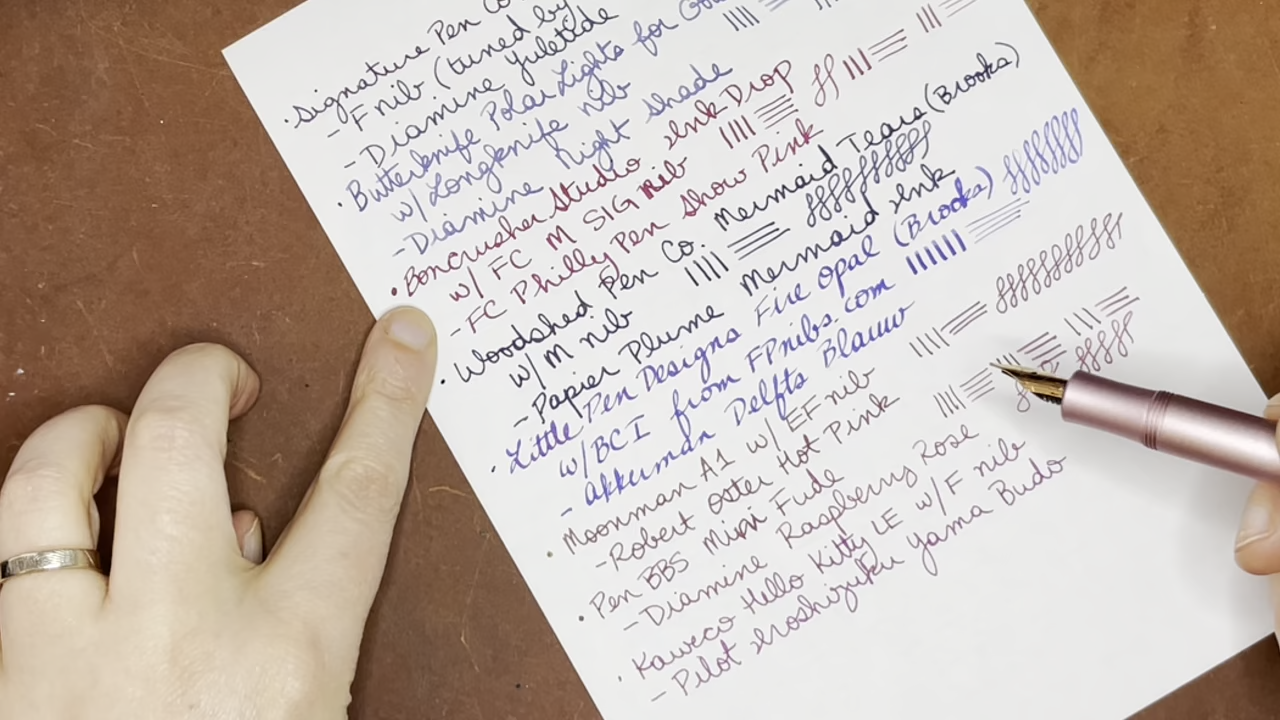 • Signature Pen Co.
- F nib (tuned by
- Diamine Yuletide
• Butterknife Polar Lights for
w/ Longknife nib
- Diamine Night Shade
• Boncrusher Studio Ink Drop
w/ FC M SIG nib
- FC Philly Pen Show Pink
• Woodshed Pen Co. Mermaid Tears (Brooks)
w/ M nib
- Papier Plume Mermaid Ink
• Little Pen Designs Fire Opal (Brooks)
w/ BCI from FPnibs.com
- akkerman Delfts Blauw
• Moonman A1 w/ EF nib
- Robert Oster Hot Pink
• Pen BBS Mini Fude
- Diamine Raspberry Rose
• Kaweco Hello Kitty LE w/ F nib
- Pilot Iroshizuku Yama Budo